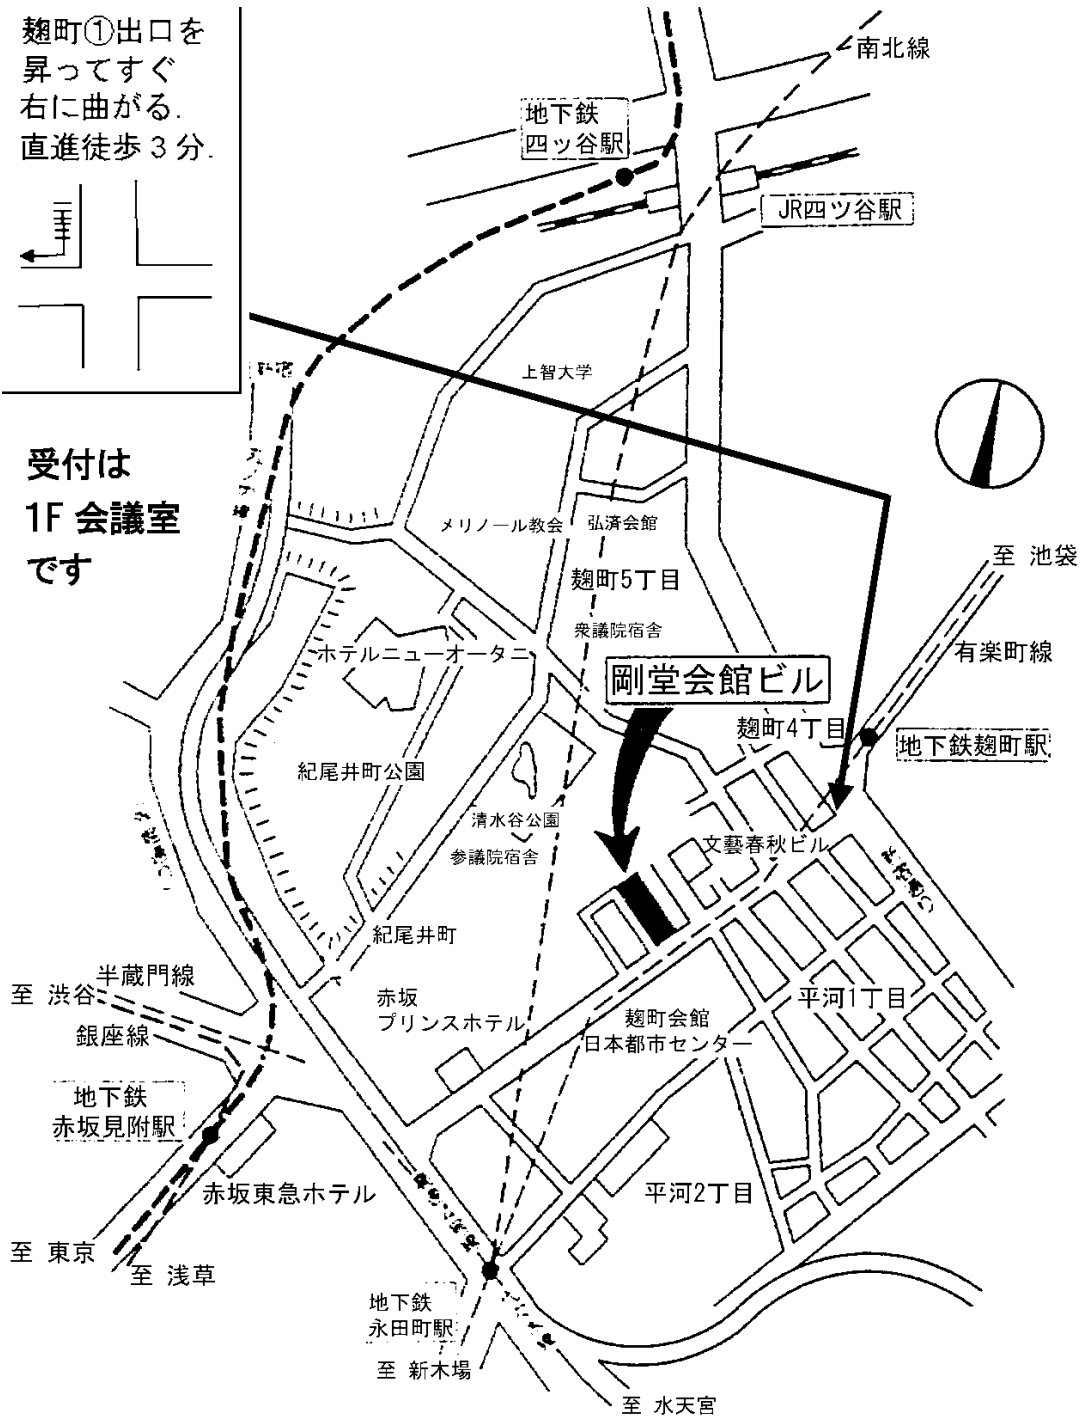 麹町①出口を
昇ってすぐ
右に曲がる.
直進徒歩3分.
南北線
地下鉄
四ッ谷駅
JR四ツ谷駅
上智大学
受付は
1F 会議室
です
メリノール教会
弘済会館
至 池袋
麹町5丁目
衆議院宿舎
有楽町線
ホテルニューオータニ
剛堂会館ビル
麹町4丁目
地下鉄麹町駅
紀尾井町公園
清水谷公園
参議院宿舎
文藝春秋ビル
紀尾井町
半蔵門線
至 渋谷
銀座線
赤坂
プリンスホテル
麹町会館
日本都市センター
平河1丁目
地下鉄
赤坂見附駅
赤坂東急ホテル
平河2丁目
至 東京
至 浅草
地下鉄
永田町駅
至 新木場
至 水天宮